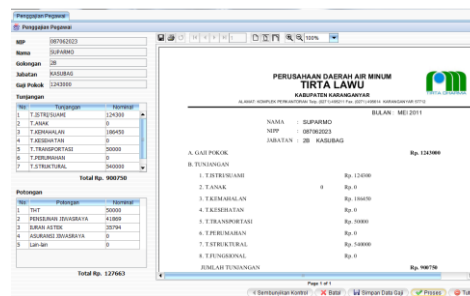 Penggajian Pegawai
Penggajian Pegawai
NIP 087062023
Nama SUPARMO
Golongan 2B
Jabatan KASUBAG
Gaji Pokok 1243000
Tunjangan
No Tunjangan Nominal
1 T.ISTRI/SUAMI 124300
2 T.ANAK 0
3 T.KEMAHALAN 186450
4 T.KESEHATAN 0
5 T.TRANSPORTASI 50000
6 T.PERUMAHAN 0
7 T.STRUKTURAL 540000
Total Rp. 900750
Potongan
No Potongan Nominal
1 THT 50000
2 PENSIUNAN JIWASRAYA 41869
3 IURAN ASTEK 35794
4 ASURANSI JIWASRAYA 0
5 Lain-lain 0
Total Rp. 127663
100%
PERUSAHAAN DAERAH AIR MINUM
TIRTA LAWU
KABUPATEN KARANGANYAR
TIRTA DHARMA
BULAN : MEI 2011
NAMA : SUPARMO
NIPP : 087062023
JABATAN : 2B KASUBAG
A. GAJI POKOK Rp. 1243000
B. TUNJANGAN
1. T.ISTRI/SUAMI Rp. 124300
2. T.ANAK 0 Rp. 0
3. T.KEMAHALAN Rp. 186450
4. T.KESEHATAN Rp. 0
5. T.TRANSPORTASI Rp. 50000
6. T.PERUMAHAN Rp. 0
7. T.STRUKTURAL Rp. 540000
8. T.FUNGSIONAL Rp. 0
JUMLAH TUNJANGAN Rp. 900750
Page 1 of 1
< Sembunyikan Kontrol Batal Simpan Data Gaji Proses